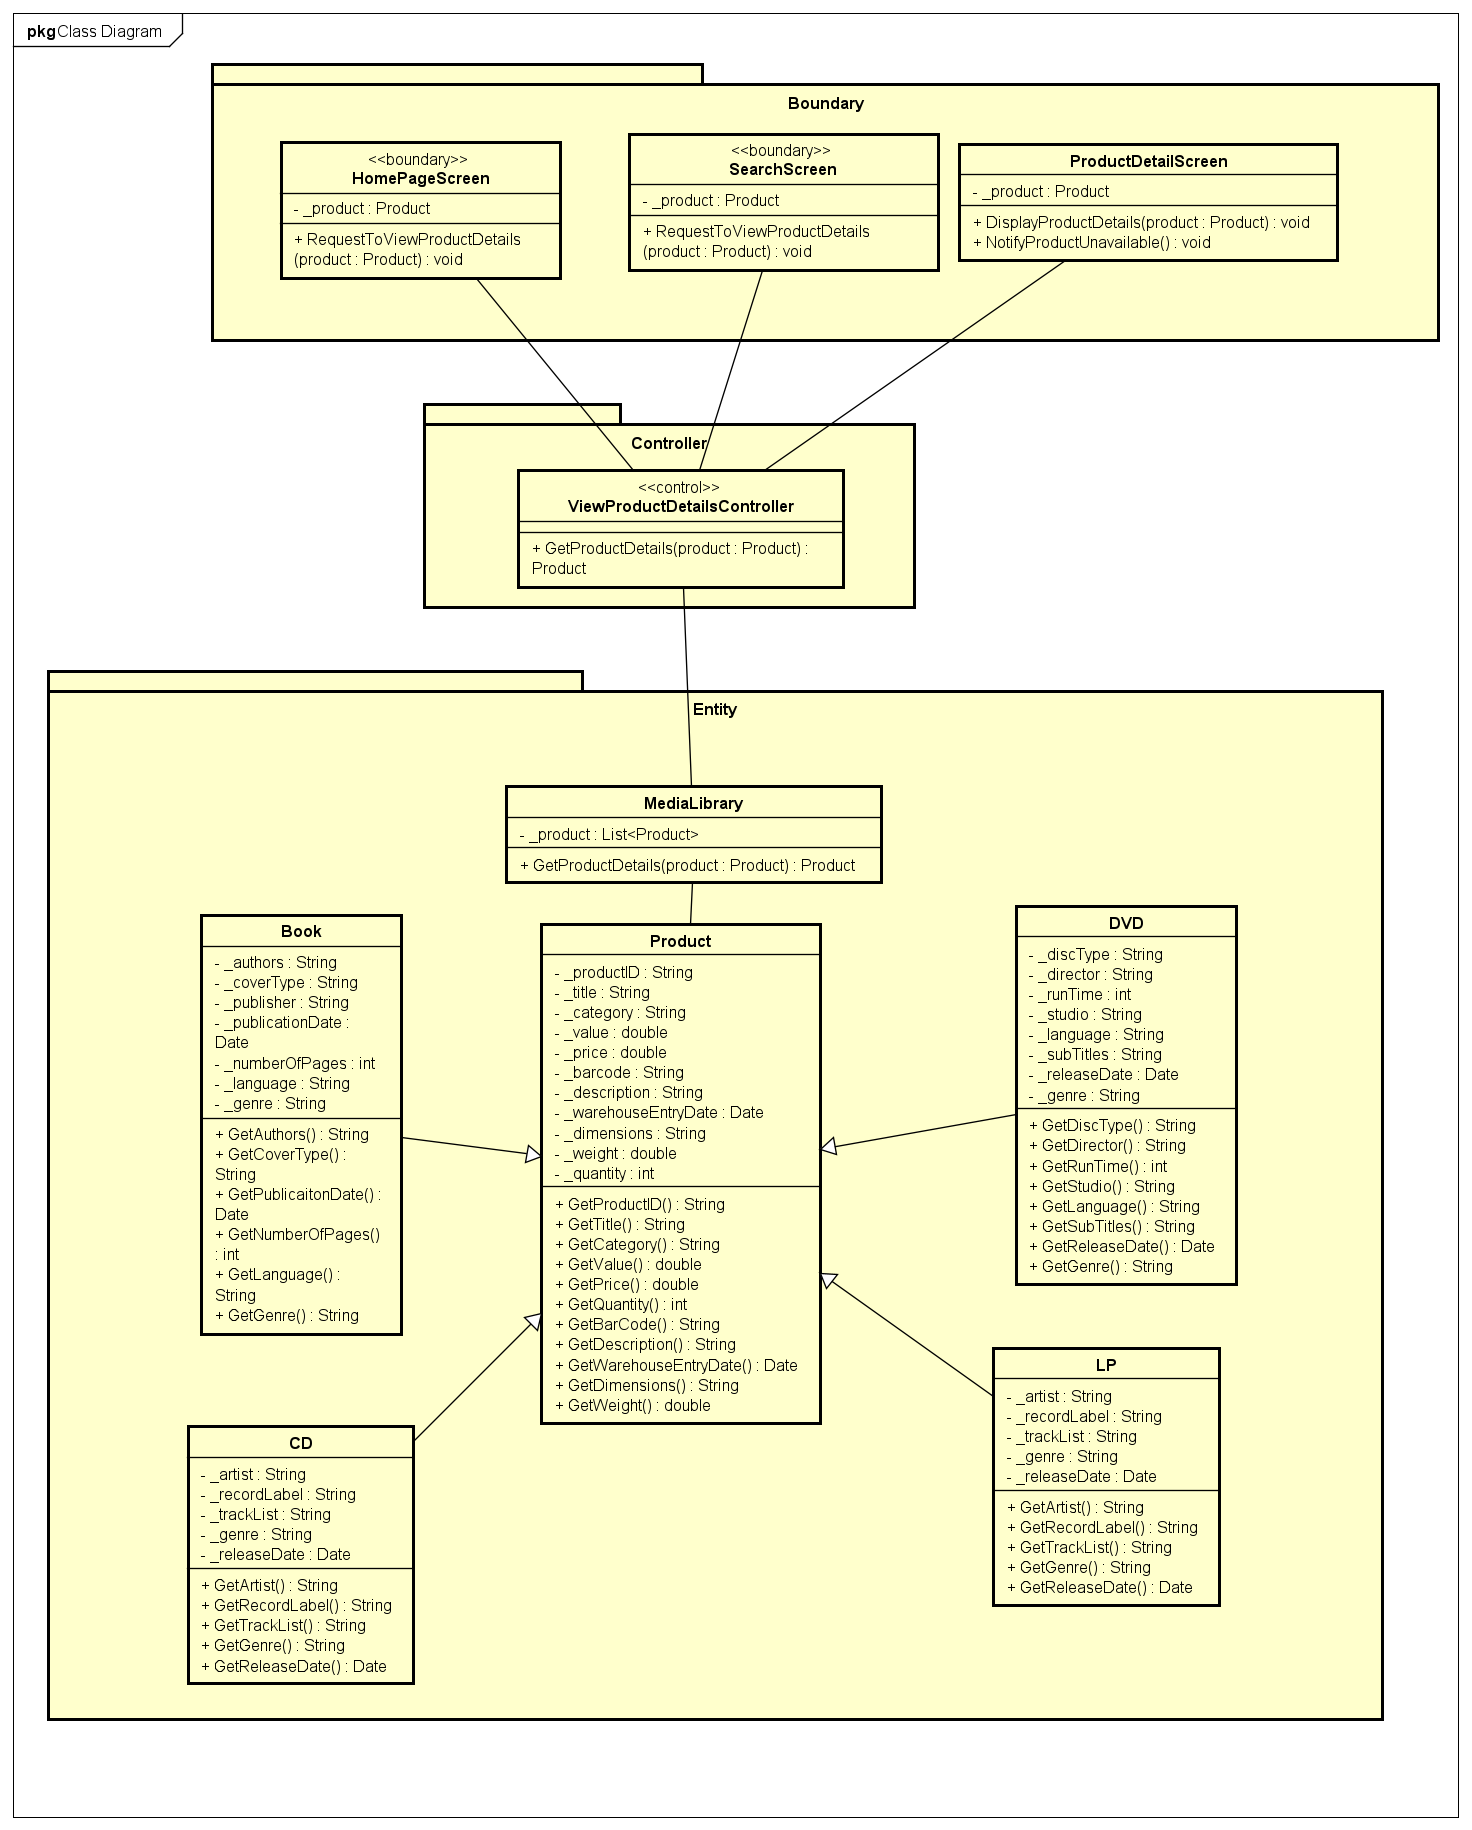 pkg Class Diagram
Boundary
<<boundary>>
HomePageScreen
- _product : Product
+ RequestToViewProductDetails
(product : Product) : void
<<boundary>>
SearchScreen
- _product : Product
+ RequestToViewProductDetails
(product : Product) : void
ProductDetailScreen
- _product : Product
+ DisplayProductDetails(product : Product) : void
+ NotifyProductUnavailable() : void
Controller
<<control>>
ViewProductDetailsController
+ GetProductDetails(product : Product) :
Product
Entity
MediaLibrary
- _product : List<Product>
+ GetProductDetails(product : Product) : Product
Book
- _authors : String
- _coverType : String
- _publisher : String
- _publicationDate :
Date
- _numberOfPages : int
- _language : String
- _genre : String
+ GetAuthors() : String
+ GetCoverType() :
String
+ GetPublicaitonDate() :
Date
+ GetNumberOfPages()
: int
+ GetLanguage() :
String
+ GetGenre() : String
Product
- _productID : String
- _title : String
- _category : String
- _value : double
- _price : double
- _barcode : String
- _description : String
- _warehouseEntryDate : Date
- _dimensions : String
- _weight : double
- _quantity : int
+ GetProductID() : String
+ GetTitle() : String
+ GetCategory() : String
+ GetValue() : double
+ GetPrice() : double
+ GetQuantity() : int
+ GetBarCode() : String
+ GetDescription() : String
+ GetWarehouseEntryDate() : Date
+ GetDimensions() : String
+ GetWeight() : double
DVD
- _discType : String
- _director : String
- _runTime : int
- _studio : String
- _language : String
- _subTitles : String
- _releaseDate : Date
- _genre : String
+ GetDiscType() : String
+ GetDirector() : String
+ GetRunTime() : int
+ GetStudio() : String
+ GetLanguage() : String
+ GetSubTitles() : String
+ GetReleaseDate() : Date
+ GetGenre() : String
CD
- _artist : String
- _recordLabel : String
- _trackList : String
- _genre : String
- _releaseDate : Date
+ GetArtist() : String
+ GetRecordLabel() : String
+ GetTrackList() : String
+ GetGenre() : String
+ GetReleaseDate() : Date
LP
- _artist : String
- _recordLabel : String
- _trackList : String
- _genre : String
- _releaseDate : Date
+ GetArtist() : String
+ GetRecordLabel() : String
+ GetTrackList() : String
+ GetGenre() : String
+ GetReleaseDate() : Date